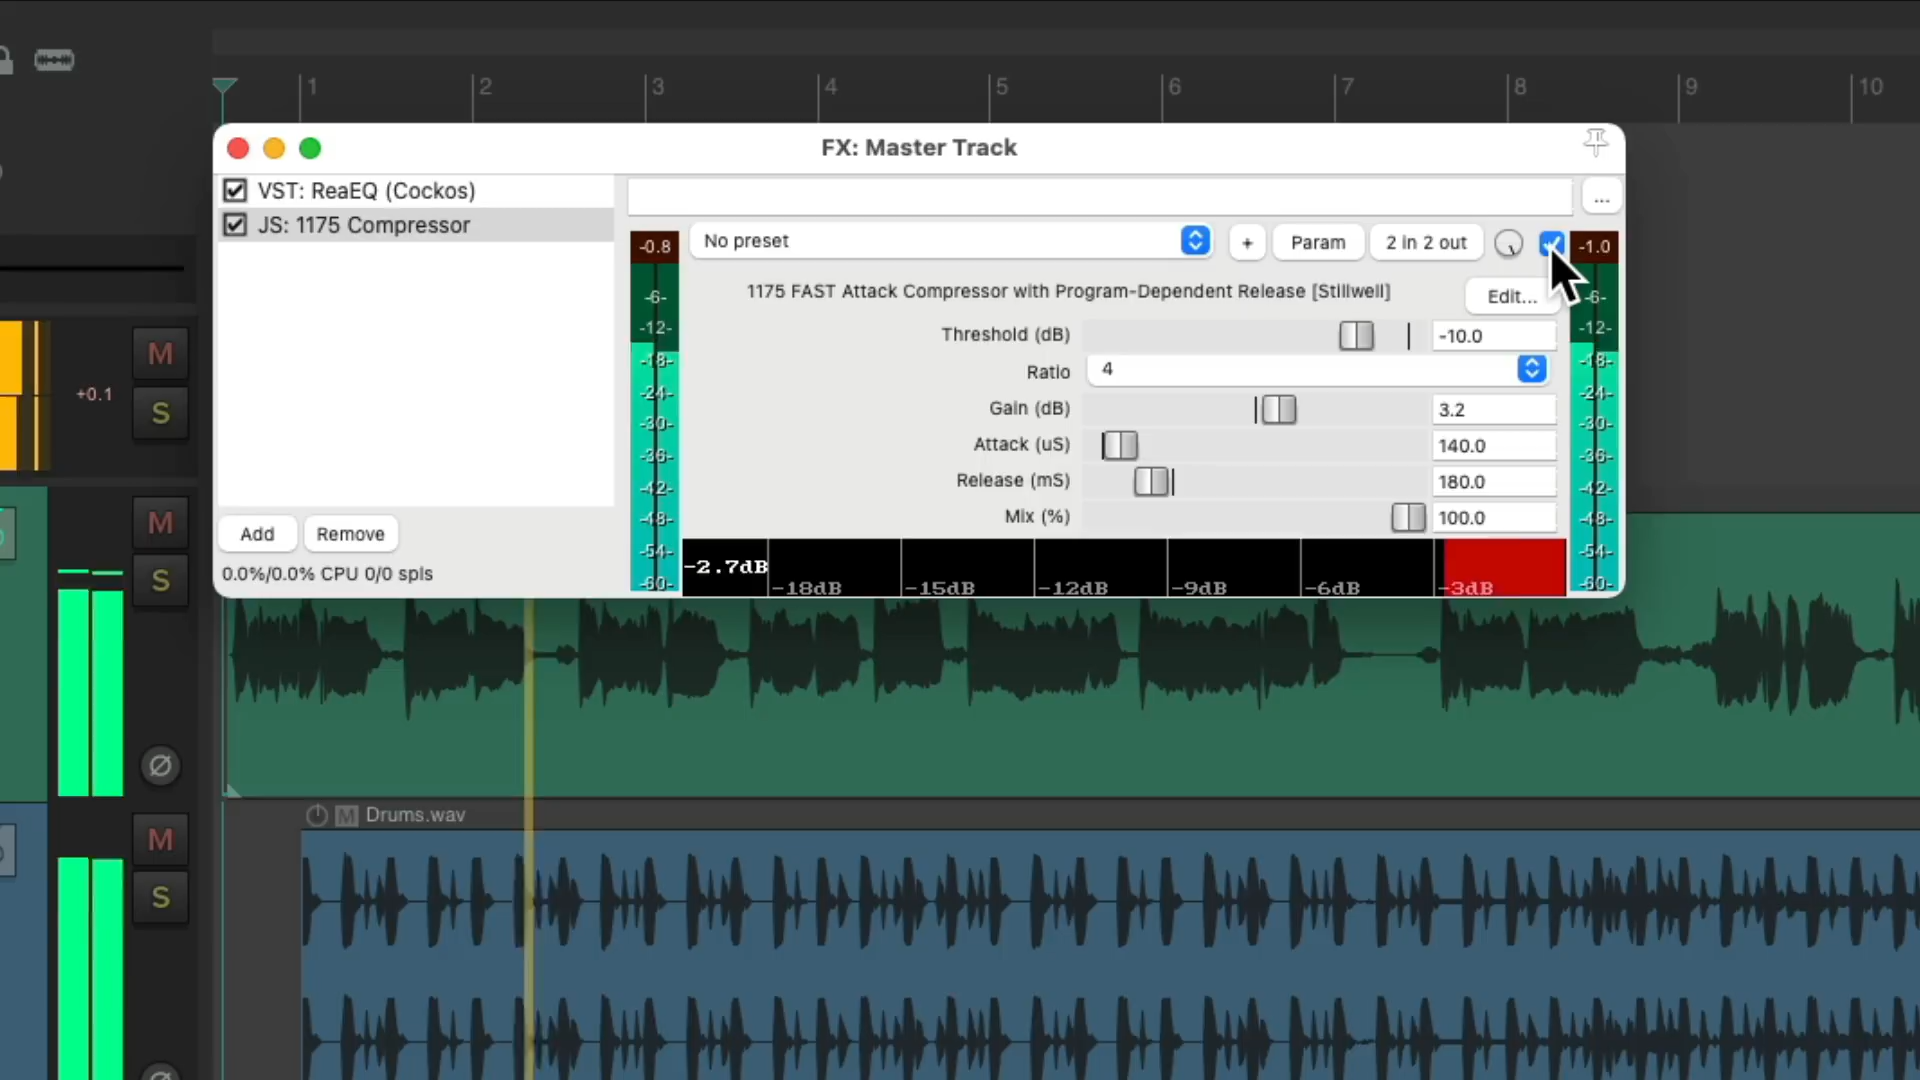 1 2 3 4 5 6 7 8 9 10
FX: Master Track
VST: ReaEQ (Cockos)
JS: 1175 Compressor
...
-0.8
No preset
+
Param
2 in 2 out
-1.0
1175 FAST Attack Compressor with Program-Dependent Release [Stillwell]
Edit...
Threshold (dB)
-10.0
Ratio
4
Gain (dB)
3.2
Attack (uS)
140.0
Release (mS)
180.0
Mix (%)
100.0
-6-
-12-
-18-
-24-
-30-
-36-
-42-
-48-
-54-
-60-
-6-
-12-
-18-
-24-
-30-
-36-
-42-
-48-
-54-
-60-
Add
Remove
0.0%/0.0% CPU 0/0 spls
-2.7dB
-18dB
-15dB
-12dB
-9dB
-6dB
-3dB
M
+0.1
S
M
S
Ø
M Drums.wav
M
S